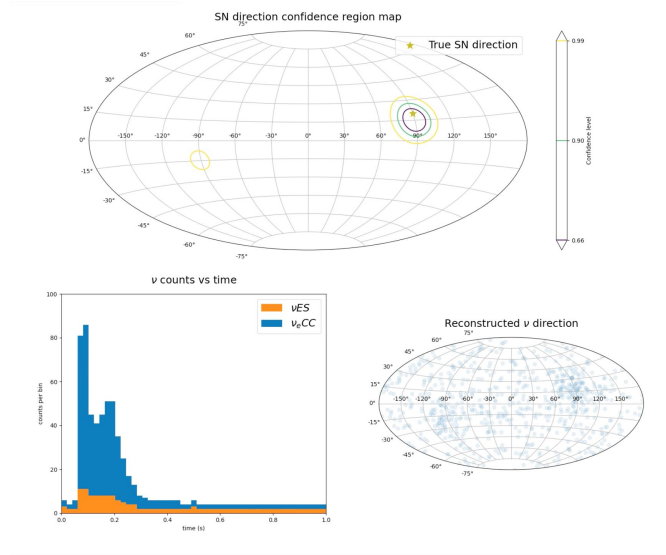 SN direction confidence region map
75°
60°
True SN direction
0.99
30°
15°
-150° -120° -90° -60° -30° 0° 30° 60° 90° 120° 150°
0°
0.90
Confidence level
-15°
-30°
-45°
-60°
-75°
0.66
ν counts vs time
100
νES
νeCC
80
60
40
20
0
counts per bin
0.0 0.2 0.4 0.6 0.8 1.0
time (s)
Reconstructed ν direction
75°
60°
45°
30°
15°
0°
-150° -120° -90° -60° -30° 0° 30° 60° 90° 120° 150°
-15°
-30°
-45°
-60°
-75°